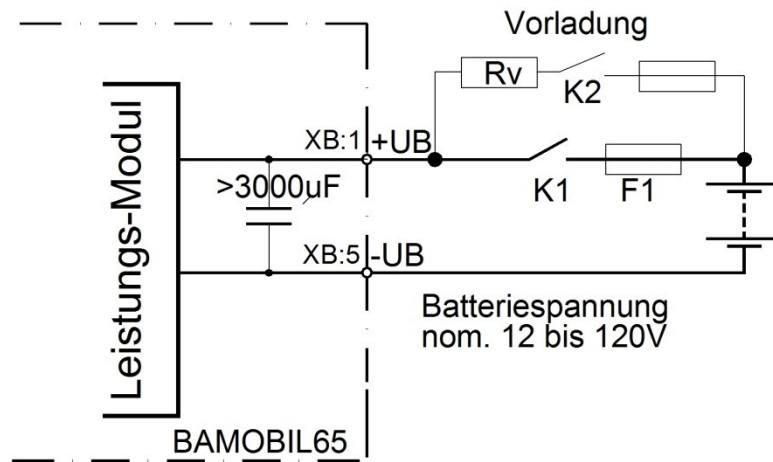 Vorladung
Rv
K2
XB:1 +UB
K1
F1
>3000uF
Leistungs-Modul
XB:5 -UB
Batteriespannung
nom. 12 bis 120V
BAMOBIL65